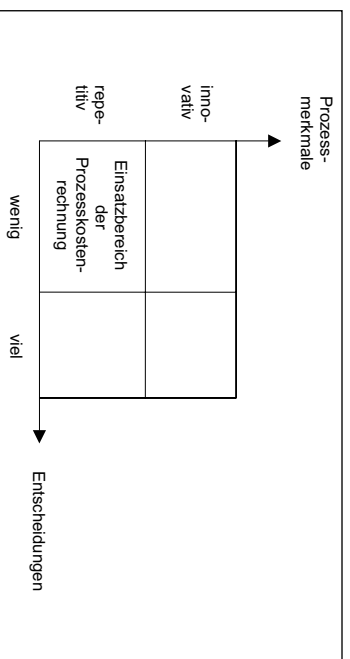 Prozess-
merkmale
inno-
vativ
repe-
titiv
Einsatzbereich
der
Prozesskosten-
rechnung
wenig
viel
Entscheidungen